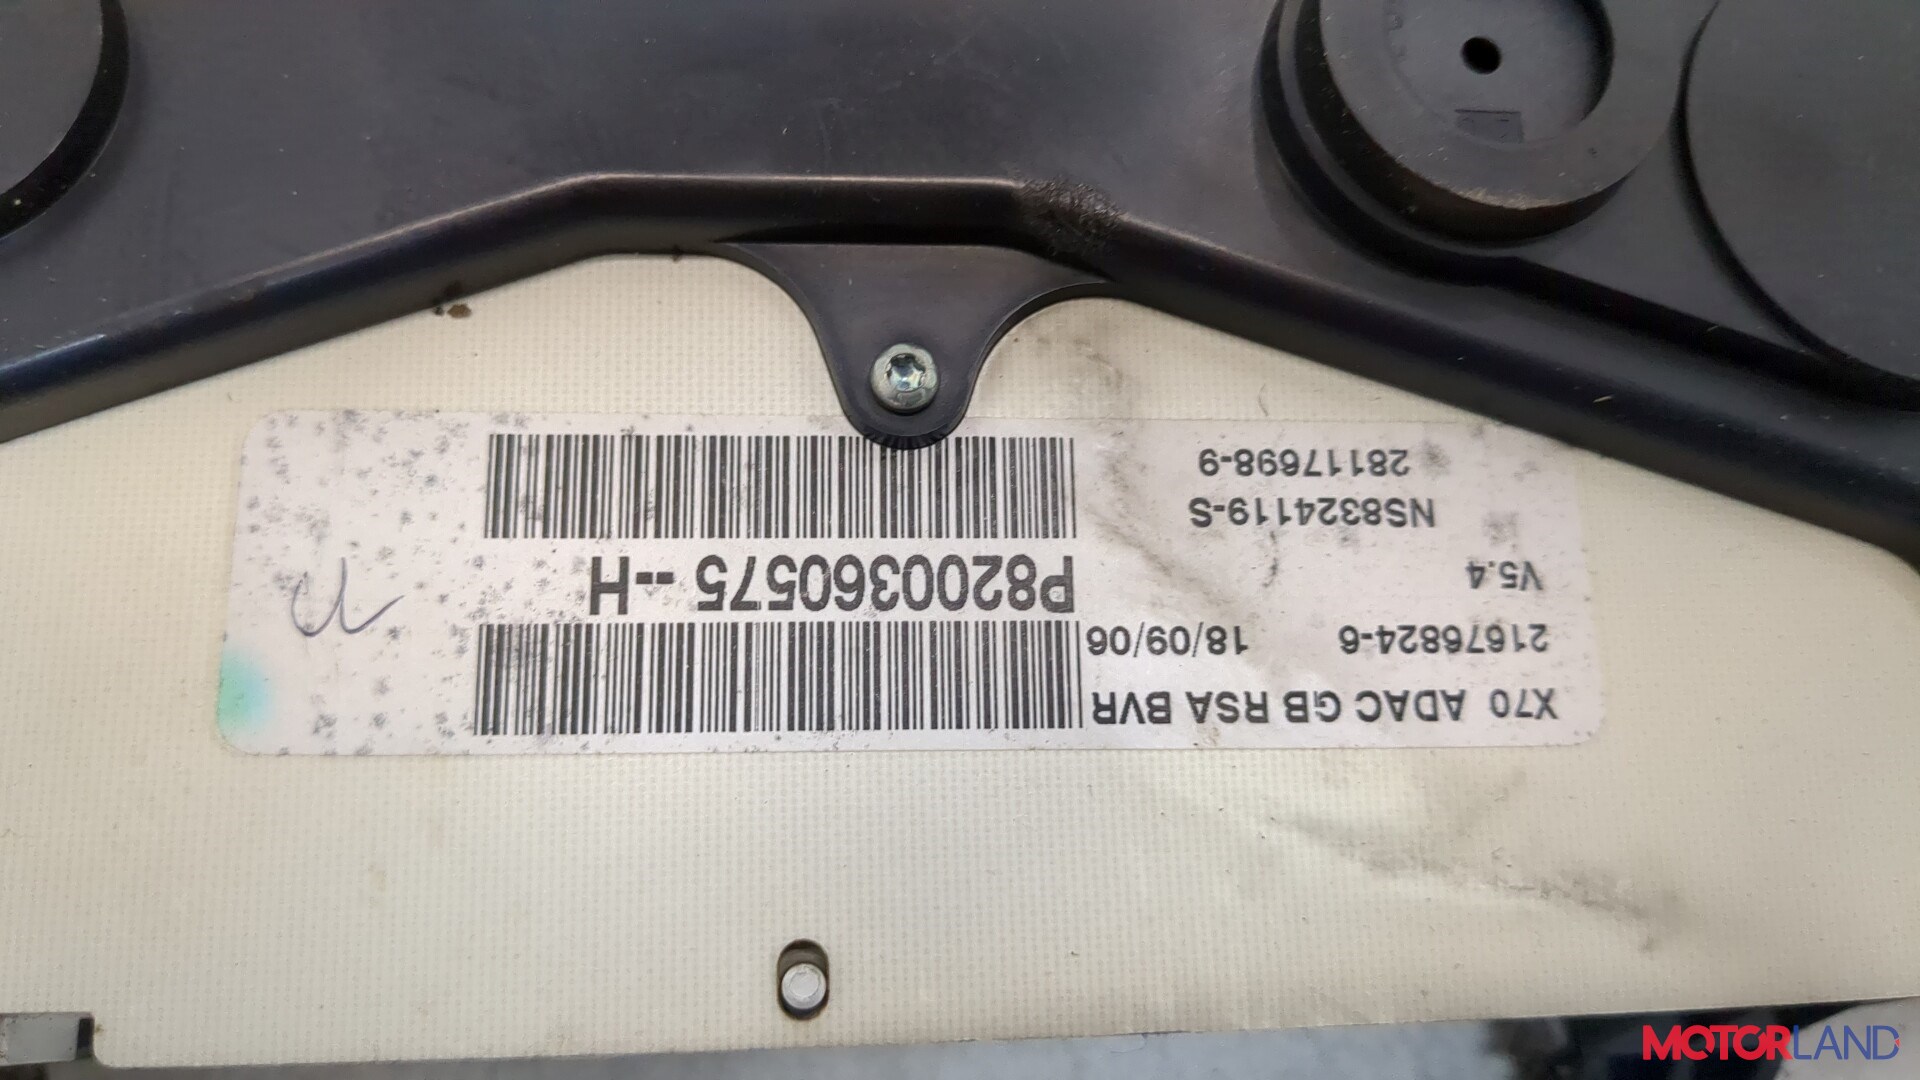 X70 ADAC GB RSA BVR
21676824-6 18/09/06
V5.4
P8200360575 --H
NS8324119-S
28117698-9
MOTORLAND